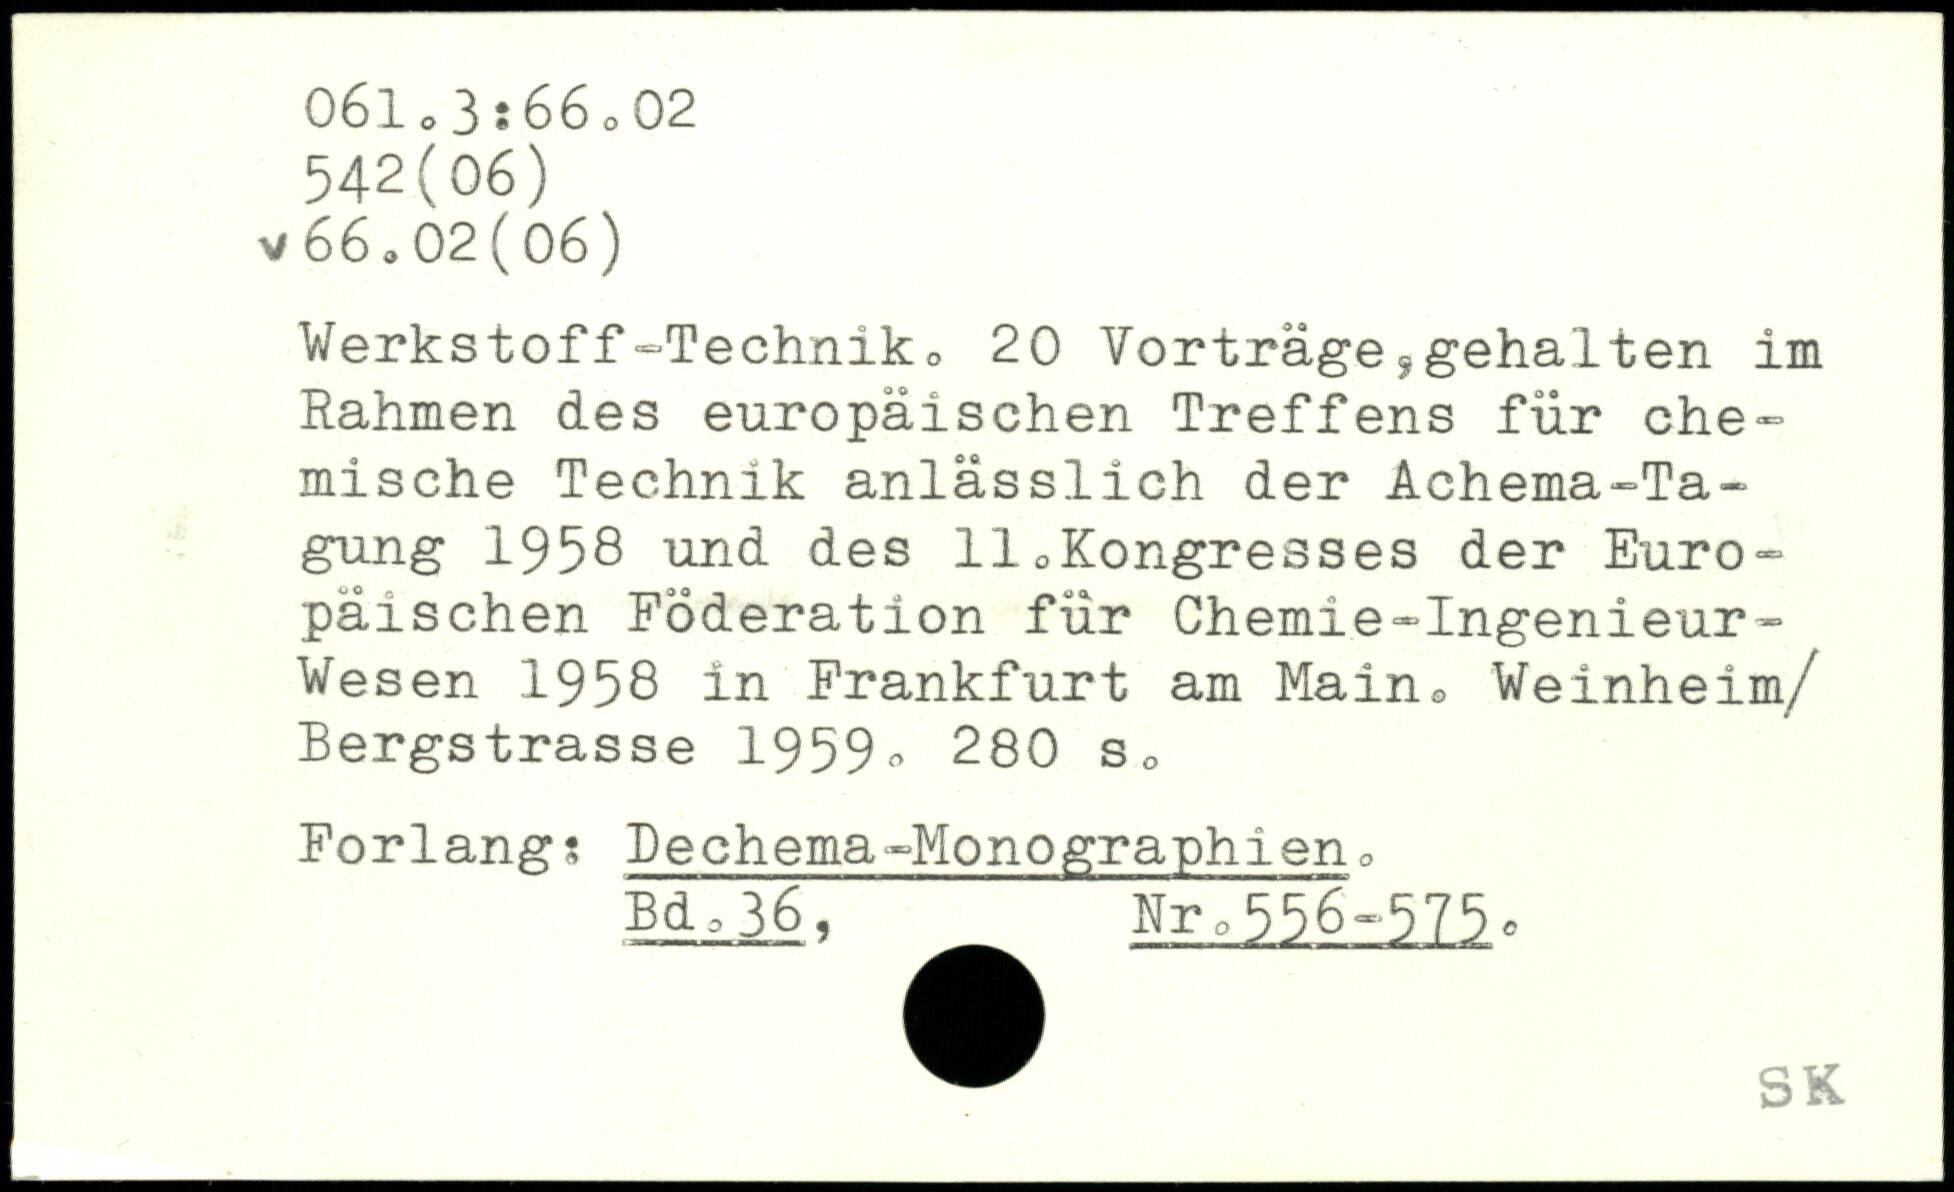 061.3:66.02
542(06)
v66.02(06)
Werkstoff-Technik. 20 Vorträge,gehalten im
Rahmen des europäischen Treffens für che-
mische Technik anlässlich der Achema-Ta-
gung 1958 und des 11.Kongresses der Euro-
päischen Föderation für Chemie-Ingenieur-
Wesen 1958 in Frankfurt am Main. Weinheim/
Bergstrasse 1959. 280 s.
Forlang: Dechema-Monographien.
Bd.36, Nr.556-575.
SK